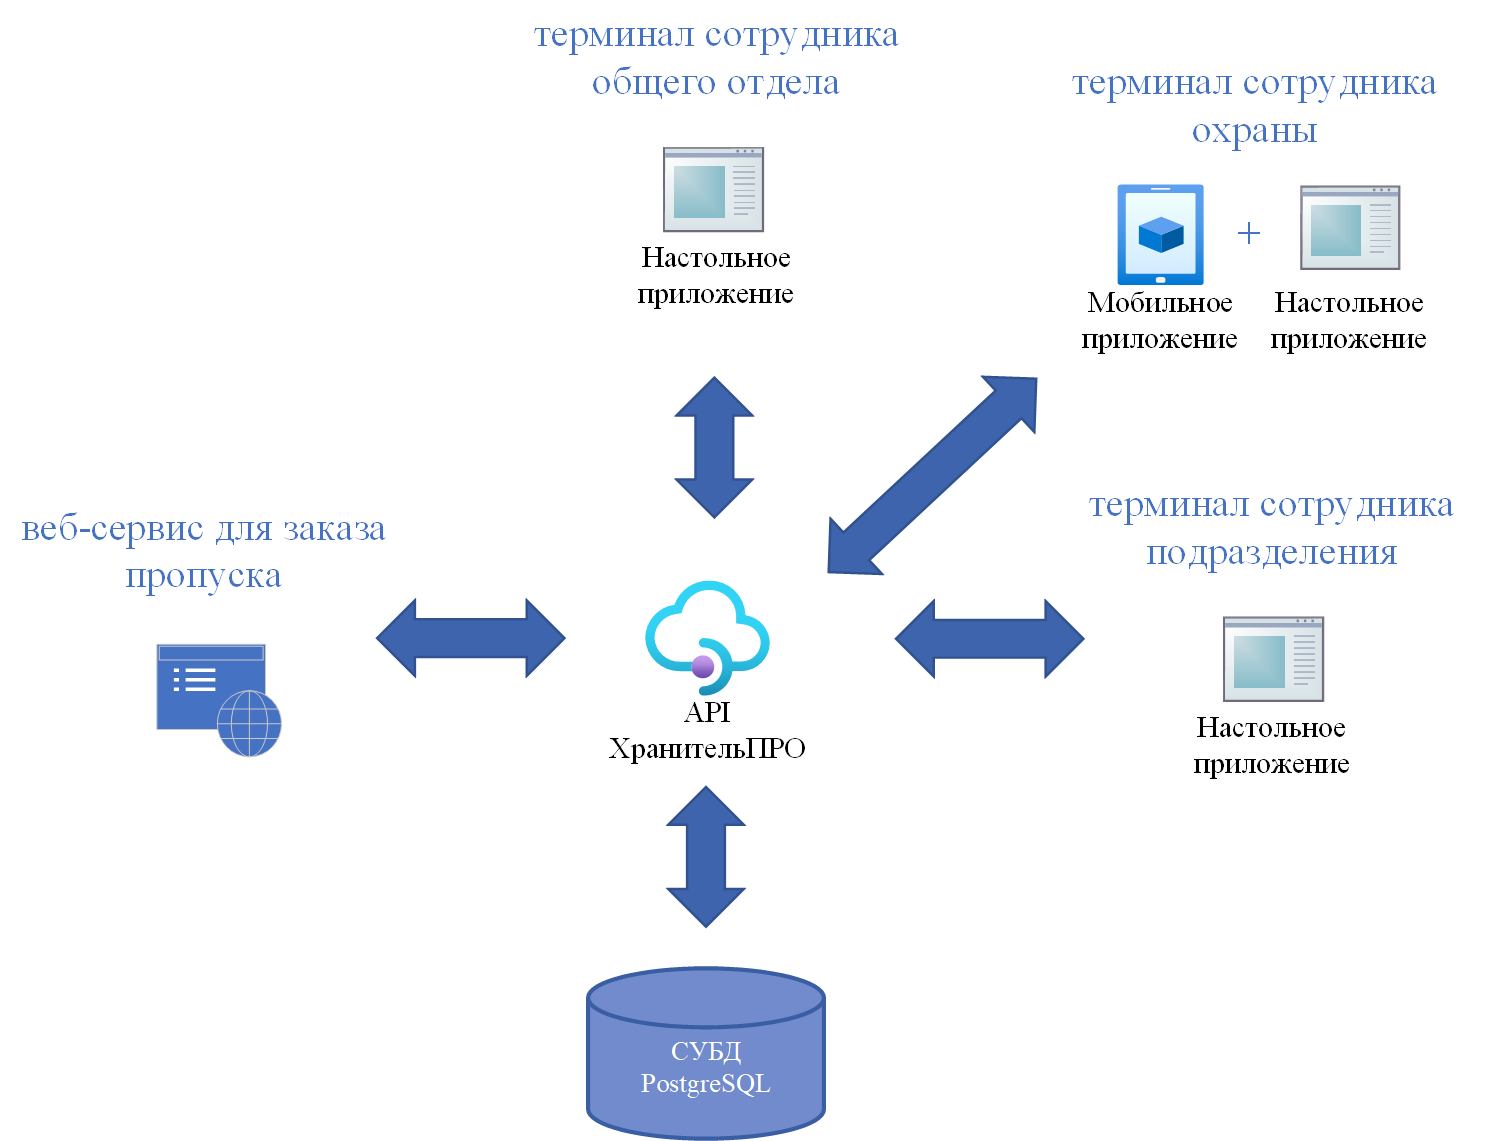 терминал сотрудника
общего отдела
Настольное
приложение
терминал сотрудника
охраны
+
Мобильное
приложение
Настольное
приложение
веб-сервис для заказа
пропуска
API
ХранительПРО
терминал сотрудника
подразделения
Настольное
приложение
СУБД
PostgreSQL